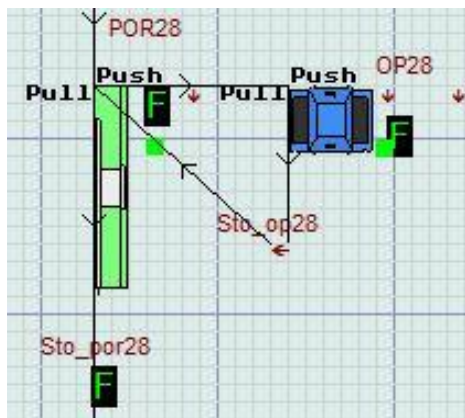 POR28
Push
Pull
F
Pull
Push
OP28
F
Sto_op28
Sto_por28
F